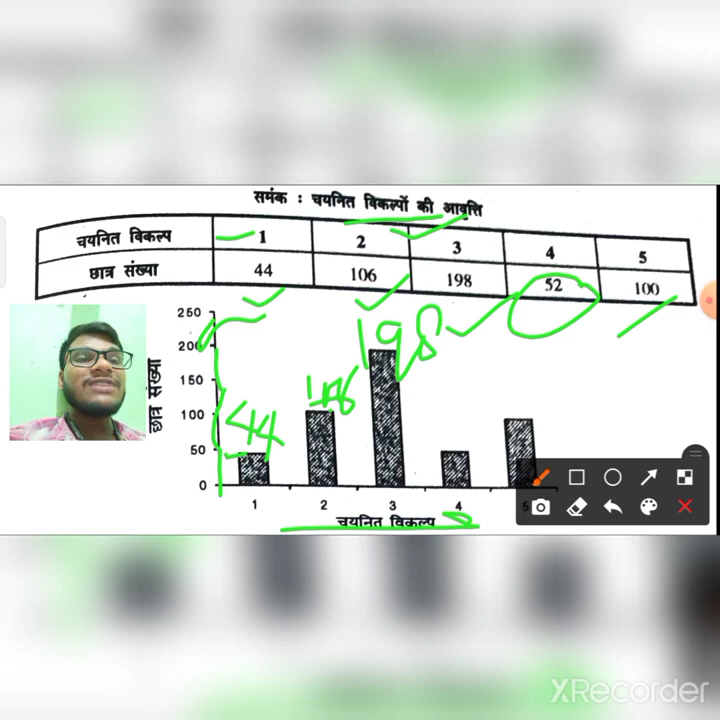 समंक : चयनित विकल्पों की आवृत्ति
चयनित विकल्प 1 2 3 4 5
छात्र संख्या 44 106 198 52 100
250
200
150
100
50
0
छात्र संख्या
198
44
1 2 3 4 5
चयनित विकल्प
XRecorder